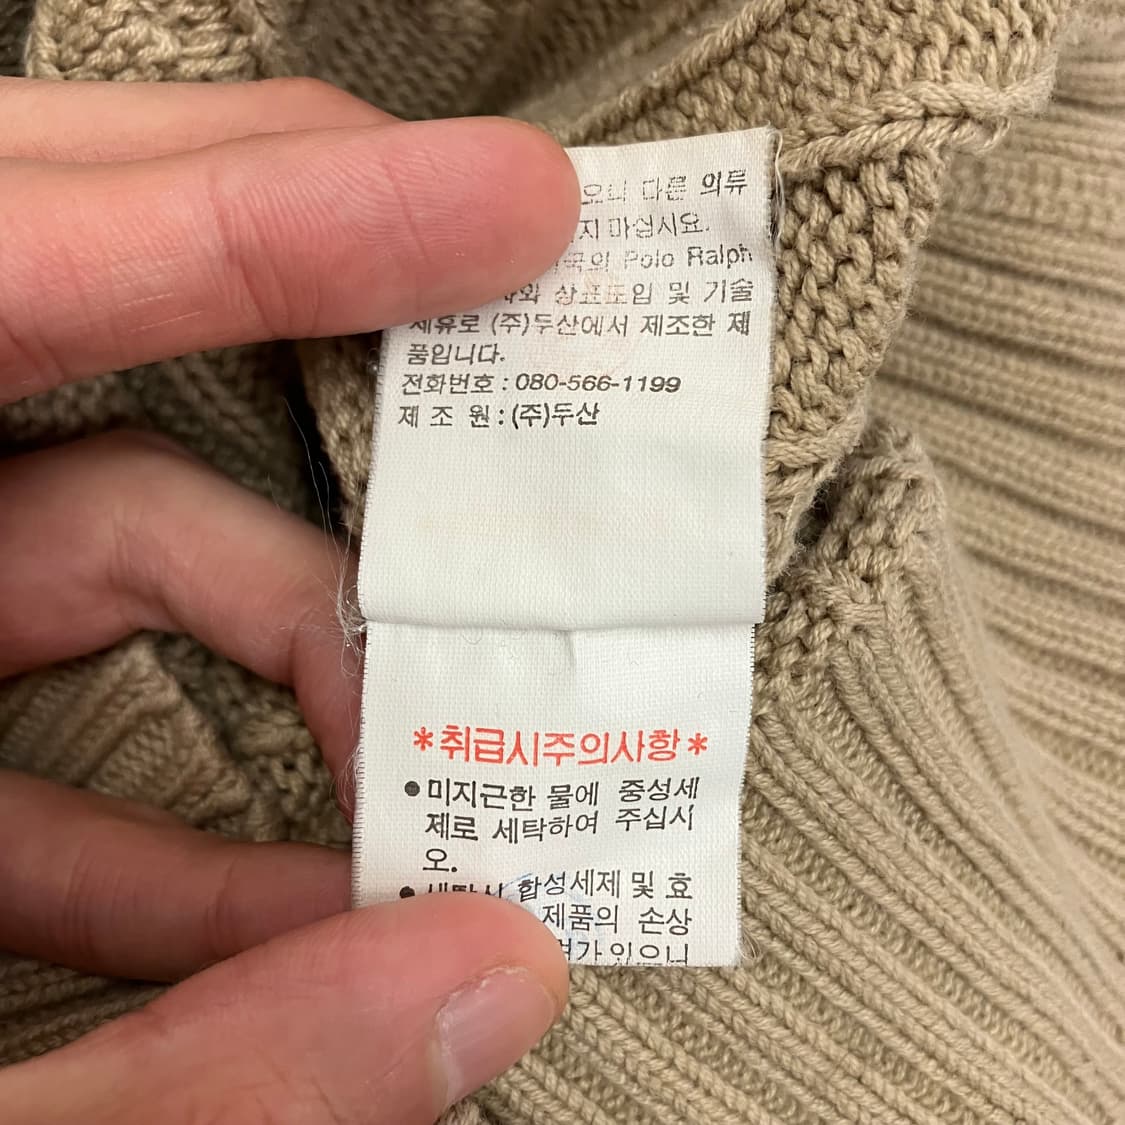 다른 의류
마십시요.
Polo Ralph
상표도입 및 기술
제휴로 (주)두산에서 제조한 제
품입니다.
전화번호 : 080-566-1199
제 조 원 : (주)두산
*취급시주의사항*
●미지근한 물에 중성세
제로 세탁하여 주십시
오.
● 합성세제 및 효
제품의 손상
있으니